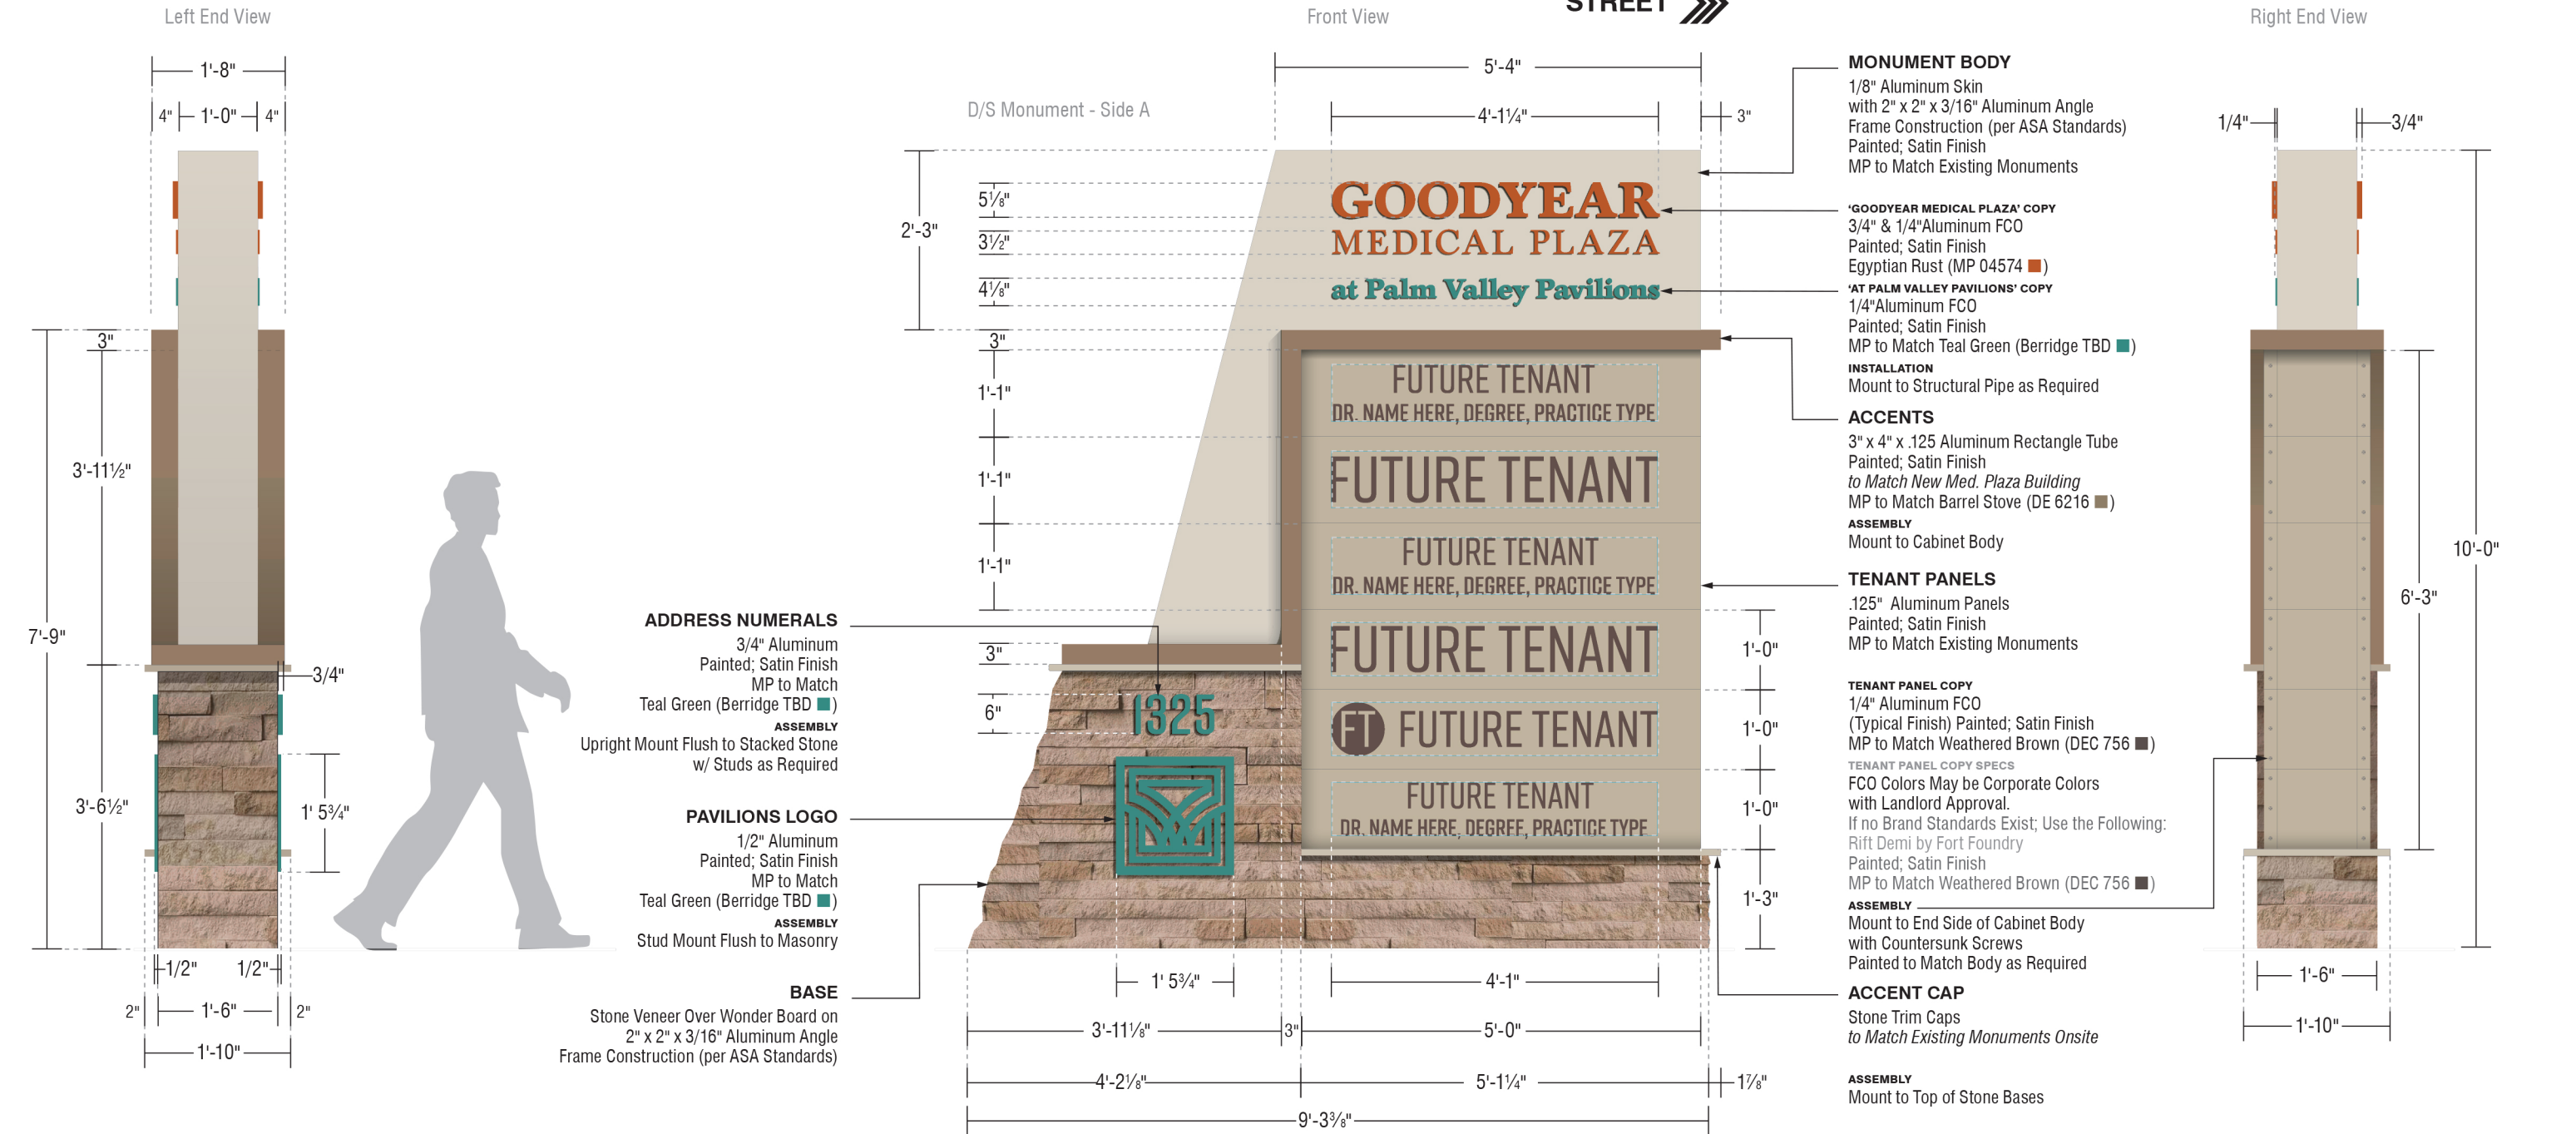 Left End View
1'-8"
4"
1'-0"
4"
3"
3'-11½"
7'-9"
3/4"
3'-6½"
1' 5¾"
1/2"
1/2"
2"
1'-6"
2"
1'-10"
ADDRESS NUMERALS
3/4" Aluminum
Painted; Satin Finish
MP to Match
Teal Green (Berridge TBD )
ASSEMBLY
Upright Mount Flush to Stacked Stone
w/ Studs as Required
PAVILIONS LOGO
1/2" Aluminum
Painted; Satin Finish
MP to Match
Teal Green (Berridge TBD )
ASSEMBLY
Stud Mount Flush to Masonry
BASE
Stone Veneer Over Wonder Board on
2" x 2" x 3/16" Aluminum Angle
Frame Construction (per ASA Standards)
Front View
STREET
D/S Monument - Side A
5'-4"
4'-1¼"
3"
2'-3"
5⅛"
3½"
4⅛"
3"
1'-1"
1'-1"
1'-1"
3"
6"
GOODYEAR
MEDICAL PLAZA
at Palm Valley Pavilions
FUTURE TENANT
DR. NAME HERE, DEGREE, PRACTICE TYPE
FUTURE TENANT
FUTURE TENANT
DR. NAME HERE, DEGREE, PRACTICE TYPE
FUTURE TENANT
FT FUTURE TENANT
FUTURE TENANT
DR. NAME HERE, DEGREE, PRACTICE TYPE
1325
1'-0"
1'-0"
1'-0"
1'-3"
1' 5¾"
4'-1"
3'-11⅛"
3"
5'-0"
4'-2⅛"
5'-1¼"
1⅞"
9'-3⅜"
MONUMENT BODY
1/8" Aluminum Skin
with 2" x 2" x 3/16" Aluminum Angle
Frame Construction (per ASA Standards)
Painted; Satin Finish
MP to Match Existing Monuments
‘GOODYEAR MEDICAL PLAZA’ COPY
3/4" & 1/4"Aluminum FCO
Painted; Satin Finish
Egyptian Rust (MP 04574 )
‘AT PALM VALLEY PAVILIONS’ COPY
1/4"Aluminum FCO
Painted; Satin Finish
MP to Match Teal Green (Berridge TBD )
INSTALLATION
Mount to Structural Pipe as Required
ACCENTS
3" x 4" x .125 Aluminum Rectangle Tube
Painted; Satin Finish
to Match New Med. Plaza Building
MP to Match Barrel Stove (DE 6216 )
ASSEMBLY
Mount to Cabinet Body
TENANT PANELS
.125" Aluminum Panels
Painted; Satin Finish
MP to Match Existing Monuments
TENANT PANEL COPY
1/4" Aluminum FCO
(Typical Finish) Painted; Satin Finish
MP to Match Weathered Brown (DEC 756 )
TENANT PANEL COPY SPECS
FCO Colors May be Corporate Colors
with Landlord Approval.
If no Brand Standards Exist; Use the Following:
Rift Demi by Fort Foundry
Painted; Satin Finish
MP to Match Weathered Brown (DEC 756 )
ASSEMBLY
Mount to End Side of Cabinet Body
with Countersunk Screws
Painted to Match Body as Required
ACCENT CAP
Stone Trim Caps
to Match Existing Monuments Onsite
ASSEMBLY
Mount to Top of Stone Bases
Right End View
1/4"
3/4"
10'-0"
6'-3"
1'-6"
1'-10"